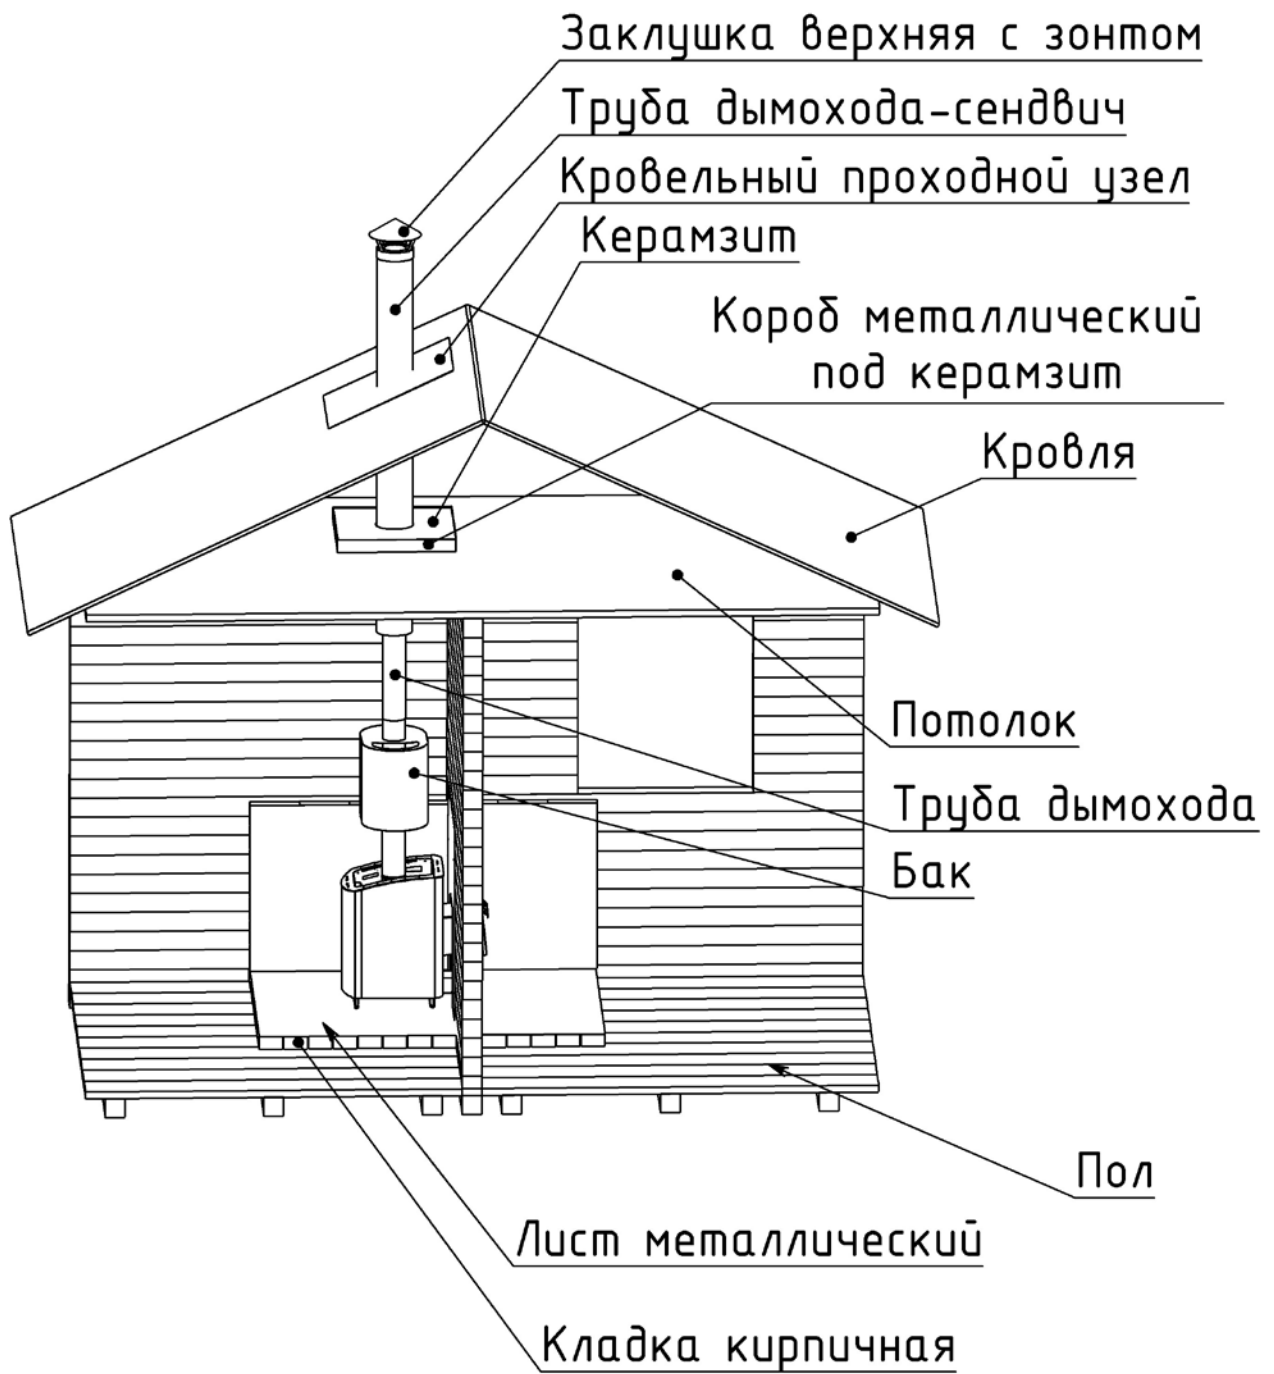 Заклушка верхняя с зонтом
Труба дымохода-сендвич
Кровельный проходной узел
Керамзит
Короб металлический
под керамзит
Кровля
Потолок
Труба дымохода
Бак
Пол
Лист металлический
Кладка кирпичная